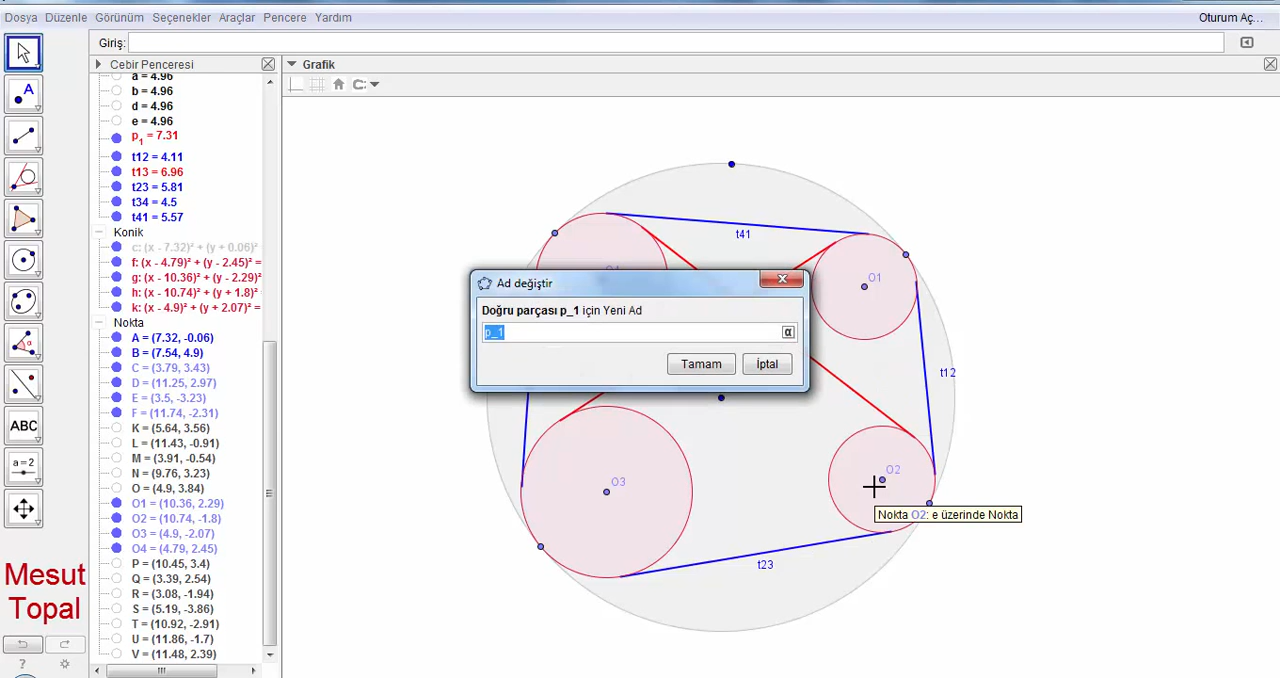 Dosya Düzenle Görünüm Seçenekler Araçlar Pencere Yardım Oturum Aç...
Giriş:
Cebir Penceresi
Grafik
a = 4.96
b = 4.96
d = 4.96
e = 4.96
p_1 = 7.31
t12 = 4.11
t13 = 6.96
t23 = 5.81
t34 = 4.5
t41 = 5.57
Konik
c: (x - 7.32)² + (y + 0.06)²
f: (x - 4.79)² + (y - 2.45)² =
g: (x - 10.36)² + (y - 2.29)²
h: (x - 10.74)² + (y + 1.8)² =
k: (x - 4.9)² + (y + 2.07)² =
Nokta
A = (7.32, -0.06)
B = (7.54, 4.9)
C = (3.79, 3.43)
D = (11.25, 2.97)
E = (3.5, -3.23)
F = (11.74, -2.31)
K = (5.64, 3.56)
L = (11.43, -0.91)
M = (3.91, -0.54)
N = (9.76, 3.23)
O = (4.9, 3.84)
O1 = (10.36, 2.29)
O2 = (10.74, -1.8)
O3 = (4.9, -2.07)
O4 = (4.79, 2.45)
P = (10.45, 3.4)
Q = (3.39, 2.54)
R = (3.08, -1.94)
S = (5.19, -3.86)
T = (10.92, -2.91)
U = (11.86, -1.7)
V = (11.48, 2.39)
A
ABC
a=2
Mesut
Topal
?
t41
O1
Ad değiştir
Doğru parçası p_1 için Yeni Ad
p_1
α
Tamam İptal
t12
O3
O2
Nokta O2: e üzerinde Nokta
t23